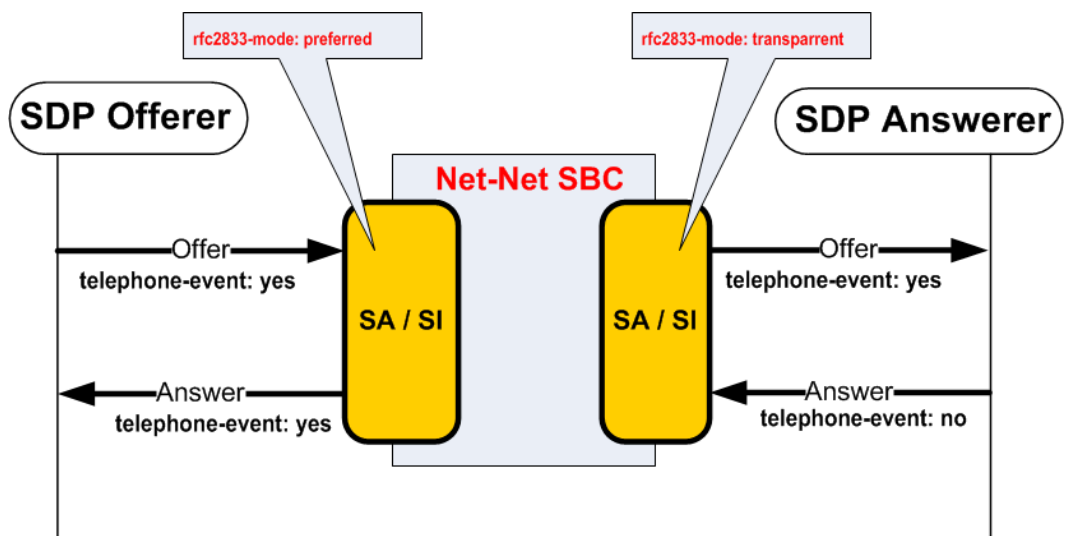 rfc2833-mode: preferred
rfc2833-mode: transparrent
SDP Offerer
SDP Answerer
Net-Net SBC
Offer
telephone-event: yes
Offer
telephone-event: yes
SA / SI
SA / SI
Answer
telephone-event: yes
Answer
telephone-event: no